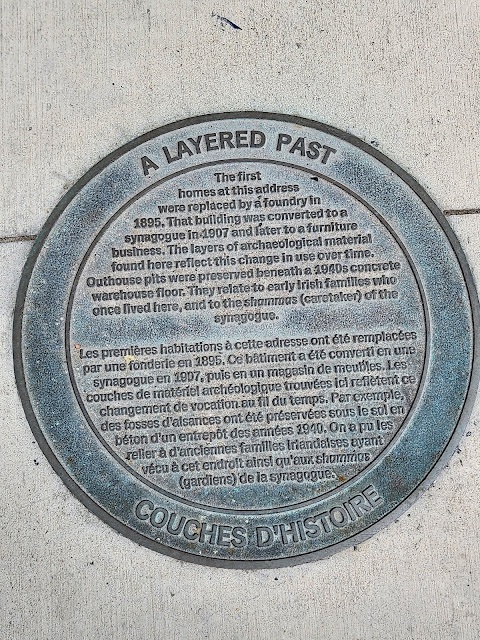 A LAYERED PAST
The first
homes at this address
were replaced by a foundry in
1895. That building was converted to a
synagogue in 1907 and later to a furniture
business. The layers of archaeological material
found here reflect this change in use over time.
Outhouse pits were preserved beneath a 1940s concrete
warehouse floor. They relate to early Irish families who
once lived here, and to the shammas (caretaker) of the
synagogue.
Les premières habitations à cette adresse ont été remplacées
par une fonderie en 1895. Ce bâtiment a été converti en une
synagogue en 1907, puis en un magasin de meubles. Les
couches de matériel archéologique trouvées ici reflètent ce
changement de vocation au fil du temps. Par exemple,
des fosses d'aisances ont été préservées sous le sol en
béton d'un entrepôt des années 1940. On a pu les
relier à d'anciennes familles irlandaises ayant
vécu à cet endroit ainsi qu'aux shammas
(gardiens) de la synagogue.
COUCHES D'HISTOIRE